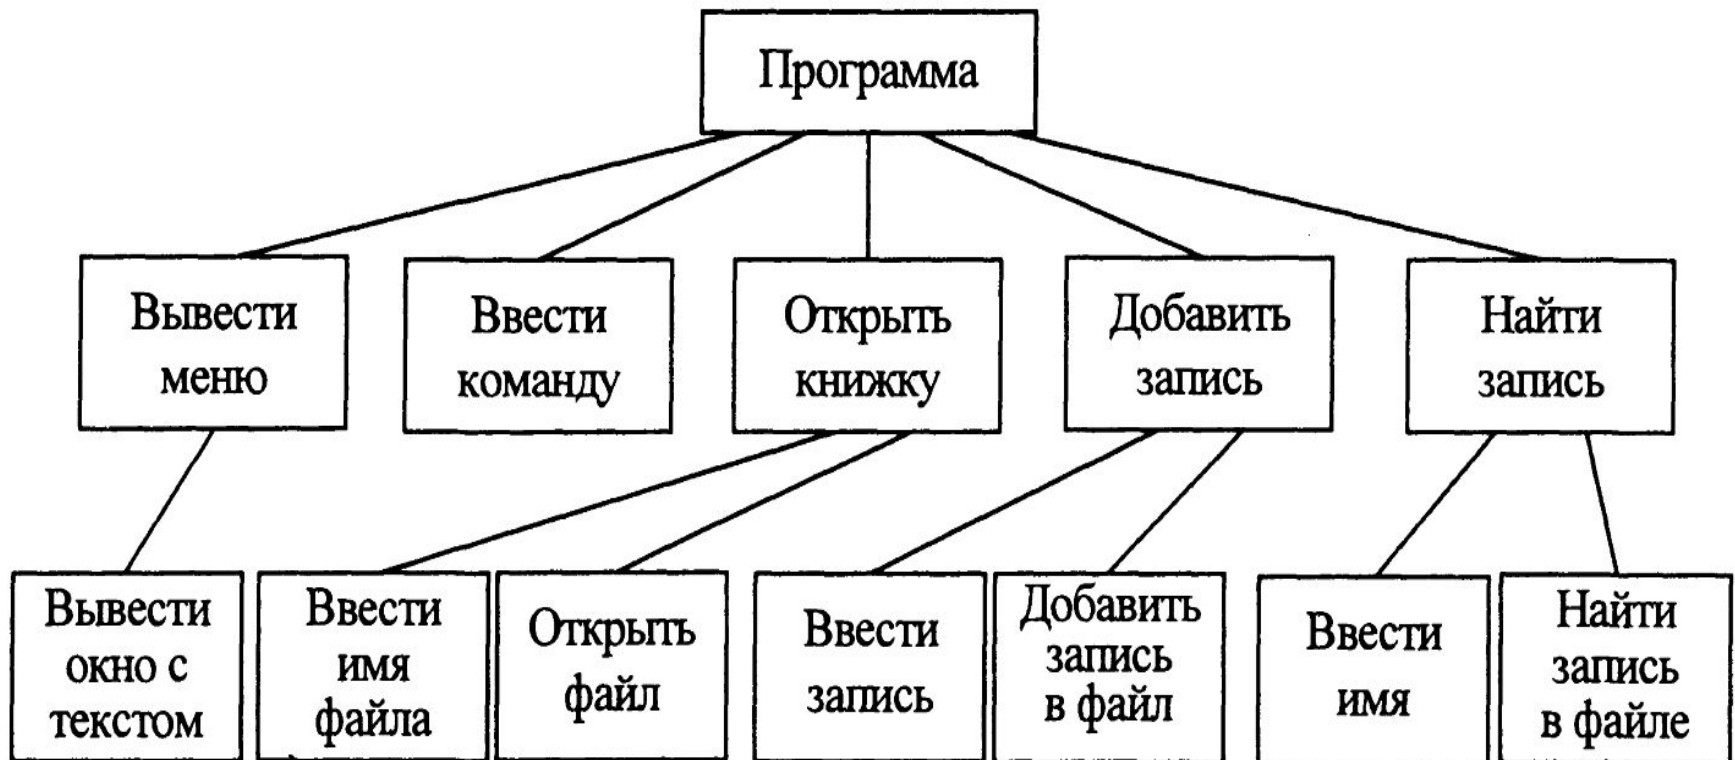 Программа
Вывести
меню
Ввести
команду
Открыть
книжку
Добавить
запись
Найти
запись
Вывести
окно с
текстом
Ввести
имя
файла
Открыть
файл
Ввести
запись
Добавить
запись
в файл
Ввести
имя
Найти
запись
в файле